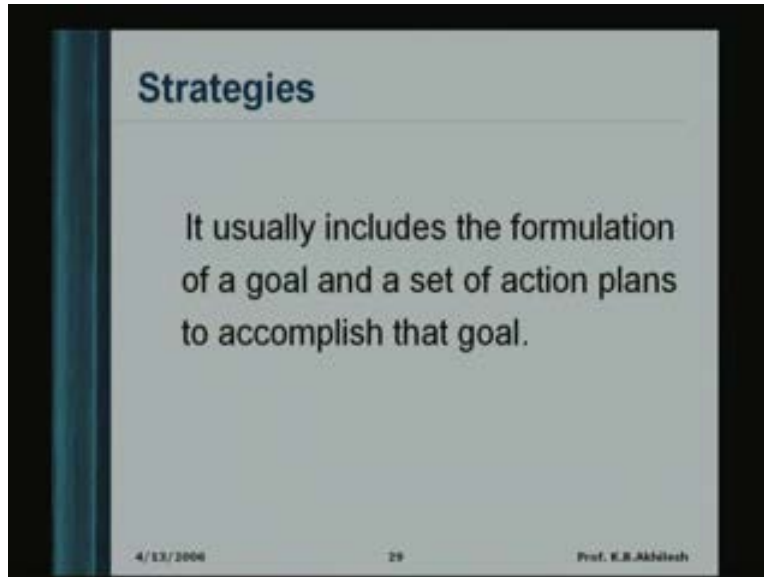 Strategies
It usually includes the formulation
of a goal and a set of action plans
to accomplish that goal.
4/13/2006 29 Prof. K.B.Akhilesh